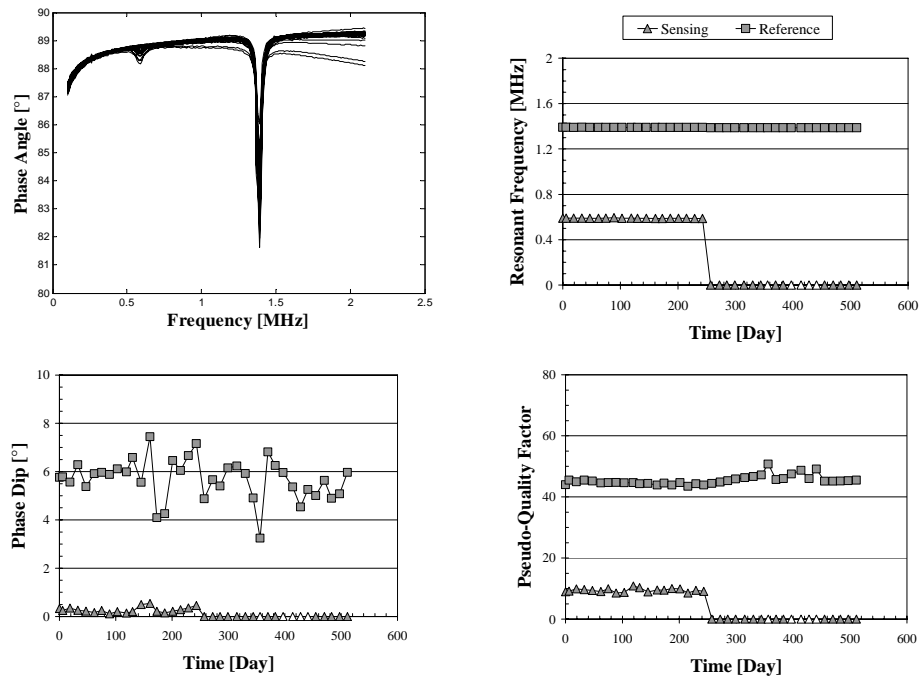 90
89
88
87
86
85
84
83
82
81
80
Phase Angle [°]
0 0.5 1 1.5 2 2.5
Frequency [MHz]
Sensing Reference
2
1.6
1.2
0.8
0.4
0
Resonant Frequency [MHz]
0 100 200 300 400 500 600
Time [Day]
10
8
6
4
2
0
Phase Dip [°]
0 100 200 300 400 500 600
Time [Day]
80
60
40
20
0
Pseudo-Quality Factor
0 100 200 300 400 500 600
Time [Day]